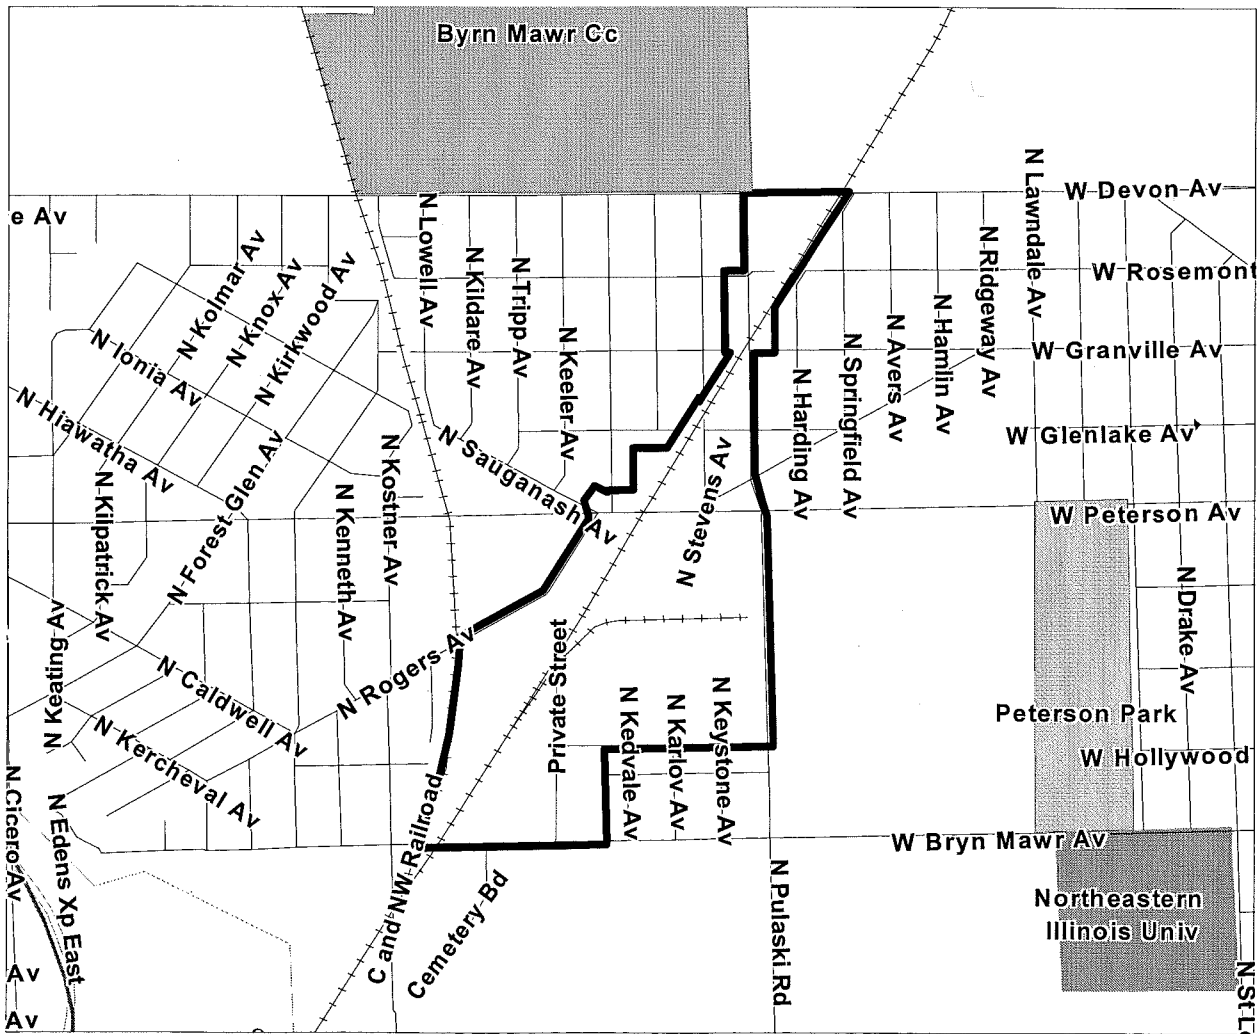 Byrn Mawr Cc
W Devon Av
e Av
N Lawndale Av
N Lowell Av
N Kolmar Av
N Knox Av
N Kirkwood Av
N Kildare Av
N Tripp Av
N Keeler Av
N Ridgeway Av
W Rosemont
N Hamlin Av
N Avers Av
N Springfield Av
N Harding Av
W Granville Av
N Ionia Av
N Hiawatha Av
N Forest Glen Av
N Sauganash Av
W Glenlake Av
N Kostner Av
N Kenneth Av
N Kilpatrick Av
N Stevens Av
W Peterson Av
N Drake Av
N Keating Av
N Rogers Av
Private Street
N Caldwell Av
N Kercheval Av
N Kedvale Av
N Karlov Av
N Keystone Av
Peterson Park
W Hollywood
N Cicero Av
N Edens Xp East
C and NW Railroad
Cemetery Bd
W Bryn Mawr Av
N Pulaski Rd
Northeastern
Illinois Univ
Av
Av
N St L